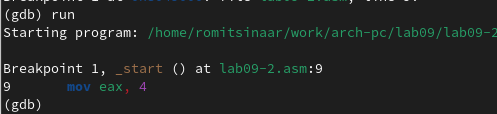 (gdb) run
Starting program: /home/romitsinaar/work/arch-pc/lab09/lab09-2
Breakpoint 1, _start () at lab09-2.asm:9
9 mov eax, 4
(gdb)